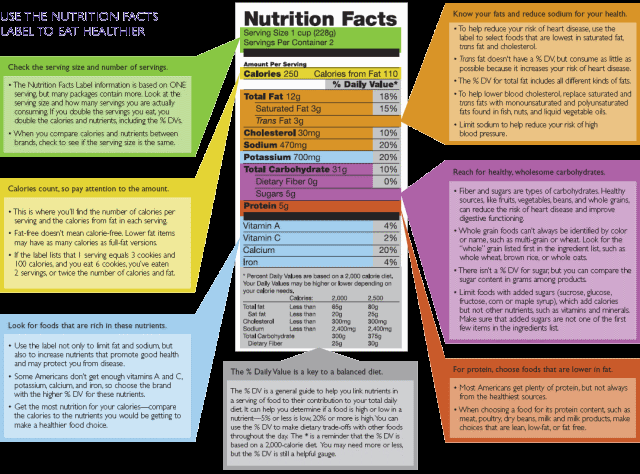 USE THE NUTRITION FACTS
LABEL TO EAT HEALTHIER
Check the serving size and number of servings.
• The Nutrition Facts Label information is based on ONE
serving, but many packages contain more. Look at the
serving size and how many servings you are actually
consuming. If you double the servings you eat, you
double the calories and nutrients, including the % DVs.
• When you compare calories and nutrients between
brands, check to see if the serving size is the same.
Calories count, so pay attention to the amount.
• This is where you'll find the number of calories per
serving and the calories from fat in each serving.
• Fat-free doesn't mean calorie-free. Lower fat items
may have as many calories as full-fat versions.
• If the label lists that 1 serving equals 3 cookies and
100 calories, and you eat 6 cookies, you've eaten
2 servings, or twice the number of calories and fat.
Look for foods that are rich in these nutrients.
• Use the label not only to limit fat and sodium, but
also to increase nutrients that promote good health
and may protect you from disease.
• Some Americans don't get enough vitamins A and C,
potassium, calcium, and iron, so choose the brand
with the higher % DV for these nutrients.
• Get the most nutrition for your calories—compare
the calories to the nutrients you would be getting to
make a healthier food choice.
Nutrition Facts
Serving Size 1 cup (228g)
Servings Per Container 2
Amount Per Serving
Calories 250 Calories from Fat 110
% Daily Value*
Total Fat 12g 18%
Saturated Fat 3g 15%
Trans Fat 3g
Cholesterol 30mg 10%
Sodium 470mg 20%
Potassium 700mg 20%
Total Carbohydrate 31g 10%
Dietary Fiber 0g 0%
Sugars 5g
Protein 5g
Vitamin A 4%
Vitamin C 2%
Calcium 20%
Iron 4%
* Percent Daily Values are based on a 2,000 calorie diet.
Your Daily Values may be higher or lower depending on
your calorie needs.
Calories: 2,000 2,500
Total fat Less than 65g 80g
Sat fat Less than 20g 25g
Cholesterol Less than 300mg 300mg
Sodium Less than 2,400mg 2,400mg
Total Carbohydrate 300g 375g
Dietary Fiber 25g 30g
The % Daily Value is a key to a balanced diet.
The % DV is a general guide to help you link nutrients in
a serving of food to their contribution to your total daily
diet. It can help you determine if a food is high or low in a
nutrient—5% or less is low, 20% or more is high. You can
use the % DV to make dietary trade-offs with other foods
throughout the day. The * is a reminder that the % DV is
based on a 2,000-calorie diet. You may need more or less,
but the % DV is still a helpful gauge.
Know your fats and reduce sodium for your health.
• To help reduce your risk of heart disease, use the
label to select foods that are lowest in saturated fat,
trans fat and cholesterol.
• Trans fat doesn't have a % DV, but consume as little as
possible because it increases your risk of heart disease.
• The % DV for total fat includes all different kinds of fats.
• To help lower blood cholesterol, replace saturated and
trans fats with monounsaturated and polyunsaturated
fats found in fish, nuts, and liquid vegetable oils.
• Limit sodium to help reduce your risk of high
blood pressure.
Reach for healthy, wholesome carbohydrates.
• Fiber and sugars are types of carbohydrates. Healthy
sources, like fruits, vegetables, beans, and whole grains,
can reduce the risk of heart disease and improve
digestive functioning.
• Whole grain foods can't always be identified by color
or name, such as multi-grain or wheat. Look for the
"whole" grain listed first in the ingredient list, such as
whole wheat, brown rice, or whole oats.
• There isn't a % DV for sugar, but you can compare the
sugar content in grams among products.
• Limit foods with added sugars (sucrose, glucose,
fructose, corn or maple syrup), which add calories
but not other nutrients, such as vitamins and minerals.
Make sure that added sugars are not one of the first
few items in the ingredients list.
For protein, choose foods that are lower in fat.
• Most Americans get plenty of protein, but not always
from the healthiest sources.
• When choosing a food for its protein content, such as
meat, poultry, dry beans, milk and milk products, make
choices that are lean, low-fat, or fat free.